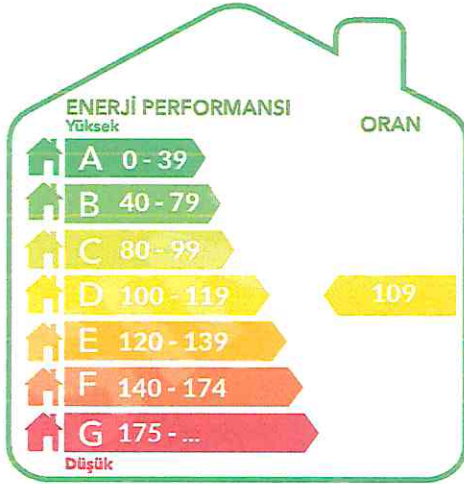 ENERJİ PERFORMANSI
Yüksek
ORAN
A 0 - 39
B 40 - 79
C 80 - 99
D 100 - 119
109
E 120 - 139
F 140 - 174
G 175 - ...
Düşük